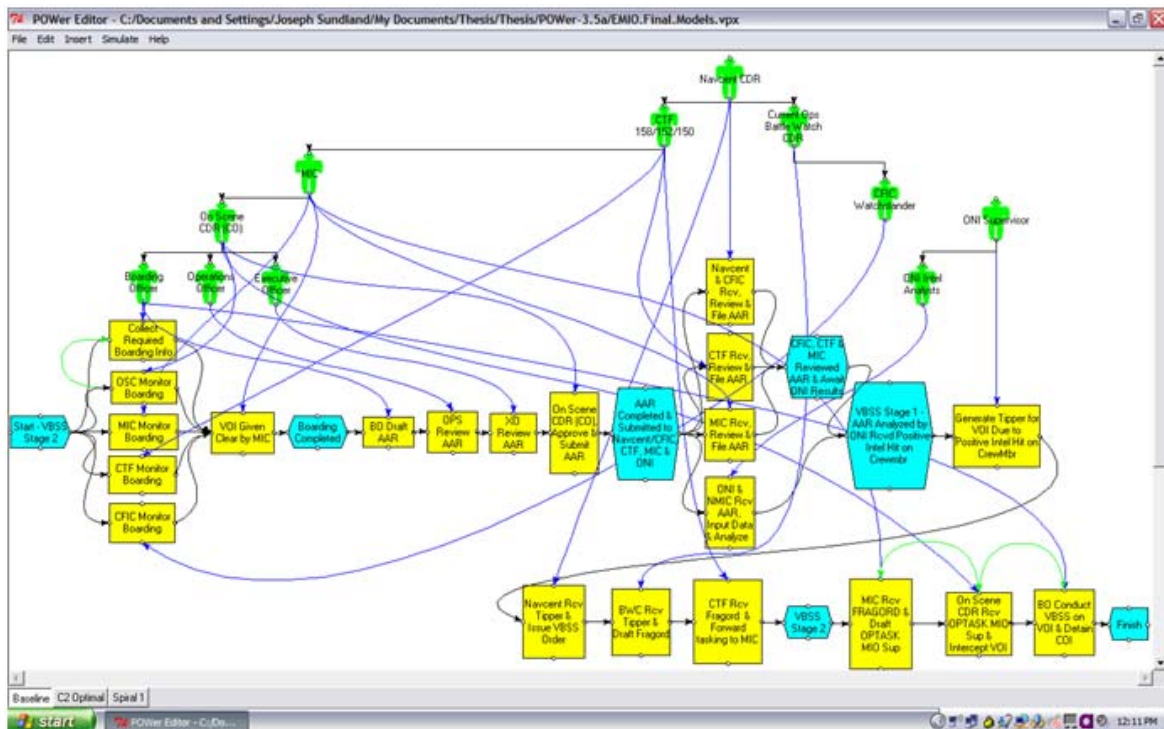 POWer Editor - C:/Documents and Settings/Joseph Sundland/My Documents/Thesis/Thesis/POWer-3.5a/EMIO.Final.Models.vpx
File Edit Insert Simulate Help
Navcent CDR
CTF
158/152/150
Current Ops
Battle Watch
CDR
MIC
CFIC
Watchstander
On Scene
CDR (CO)
ONI Supervisor
Boarding
Officer
Operations
Officer
Executive
Officer
ONI Intel
Analysts
Collect
Required
Boarding Info.
OSC Monitor
Boarding
Start - VBSS
Stage 2
MIC Monitor
Boarding
CTF Monitor
Boarding
CFIC Monitor
Boarding
VOI Given
Clear by MIC
Boarding
Completed
BO Draft
AAR
OPS
Review AAR
XO
Review AAR
On Scene
CDR (CO),
Approve &
Submit
AAR
AAR
Completed &
Submitted to
Navcent/CFIC,
CTF, MIC &
ONI
Navcent
& CFIC Rcv,
Review &
File AAR
CTF Rcv,
Review &
File AAR
MIC Rcv,
Review &
File AAR
ONI &
NMIC Rcv
AAR,
Input Data
& Analyze
CFIC, CTF &
MIC
Reviewed
AAR & Await
ONI Results
VBSS Stage 1 -
AAR Analyzed by
ONI Rcvd Positive
Intel Hit on
Crewmbr
Generate Tipper for
VOI Due to
Positive Intel Hit
on CrewMbr
Navcent Rcv
Tipper &
Issue VBSS
Order
BWC Rcv
Tipper &
Draft Fragord
CTF Rcv
Fragord &
Forward
tasking to MIC
VBSS
Stage 2
MIC Rcv
FRAGORD &
Draft
OPTASK
MIO Sup
On Scene
CDR Rcv
OPTASK MIO
Sup &
Intercept VOI
BO Conduct
VBSS on
VOI & Detain
COI
Finish
Baseline C2 Optimal Spiral 1
start POWer Editor - C:/Do... 12:11 PM